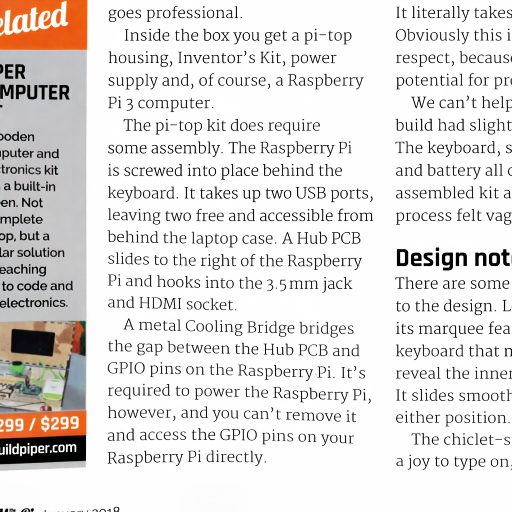 elated
PER
MPUTER
ooden
puter and
tronics kit
a built-in
en. Not
mplete
op, but a
lar solution
eaching
to code and
electronics.
299 / $299
uildpiper.com
goes professional.
Inside the box you get a pi-top
housing, Inventor's Kit, power
supply and, of course, a Raspberry
Pi 3 computer.
The pi-top kit does require
some assembly. The Raspberry Pi
is screwed into place behind the
keyboard. It takes up two USB ports,
leaving two free and accessible from
behind the laptop case. A Hub PCB
slides to the right of the Raspberry
Pi and hooks into the 3.5 mm jack
and HDMI socket.
A metal Cooling Bridge bridges
the gap between the Hub PCB and
GPIO pins on the Raspberry Pi. It's
required to power the Raspberry Pi,
however, and you can't remove it
and access the GPIO pins on your
Raspberry Pi directly.
It literally takes
Obviously this i
respect, becaus
potential for pr
We can't help
build had slight
The keyboard, s
and battery all c
assembled kit a
process felt vag
Design not
There are some
to the design. L
its marquee fea
keyboard that m
reveal the inner
It slides smooth
either position.
The chiclet-s
a joy to type on,
2018